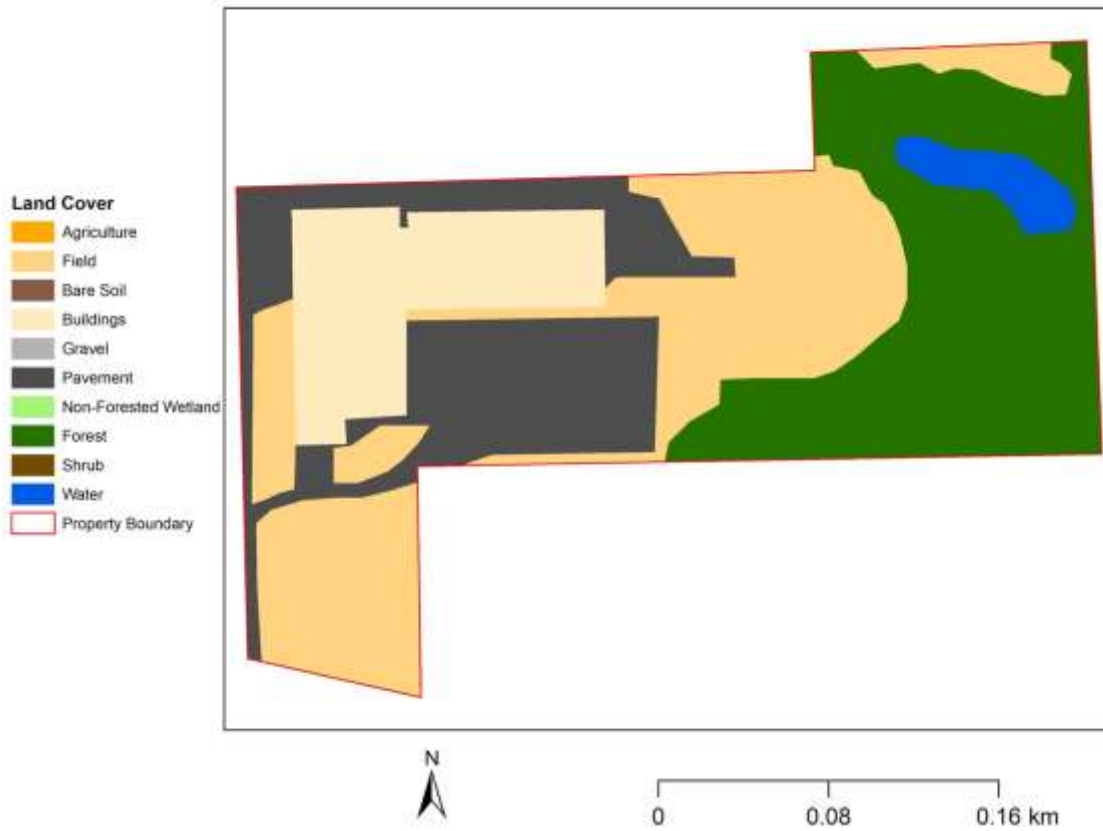 Land Cover
Agriculture
Field
Bare Soil
Buildings
Gravel
Pavement
Non-Forested Wetland
Forest
Shrub
Water
Property Boundary
N
0 0.08 0.16 km